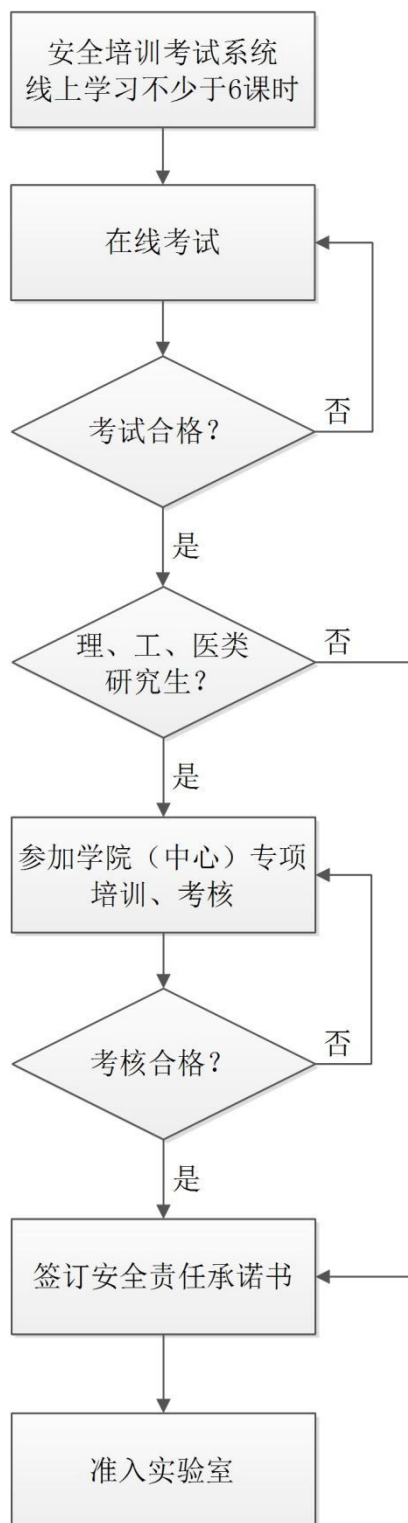 安全培训考试系统
线上学习不少于6课时
在线考试
考试合格？
否
是
理、工、医类
研究生？
否
是
参加学院（中心）专项
培训、考核
考核合格？
否
是
签订安全责任承诺书
准入实验室